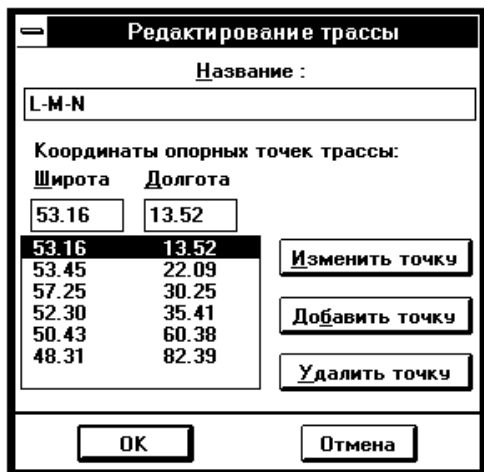 Редактирование трассы
Название :
L-M-N
Координаты опорных точек трассы:
Широта Долгота
53.16 13.52
53.16 13.52
53.45 22.09
57.25 30.25
52.30 35.41
50.43 60.38
48.31 82.39
Изменить точку
Добавить точку
Удалить точку
OK Отмена